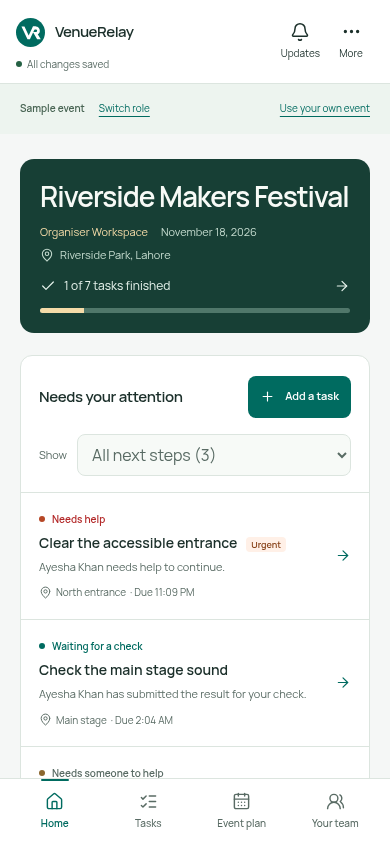 VR VenueRelay
All changes saved
Updates
More
Sample event Switch role Use your own event
Riverside Makers Festival
Organiser Workspace November 18, 2026
Riverside Park, Lahore
1 of 7 tasks finished
Needs your attention
Add a task
Show All next steps (3)
Needs help
Clear the accessible entrance Urgent
Ayesha Khan needs help to continue.
North entrance · Due 11:09 PM
Waiting for a check
Check the main stage sound
Ayesha Khan has submitted the result for your check.
Main stage · Due 2:04 AM
Needs someone to help
Home Tasks Event plan Your team